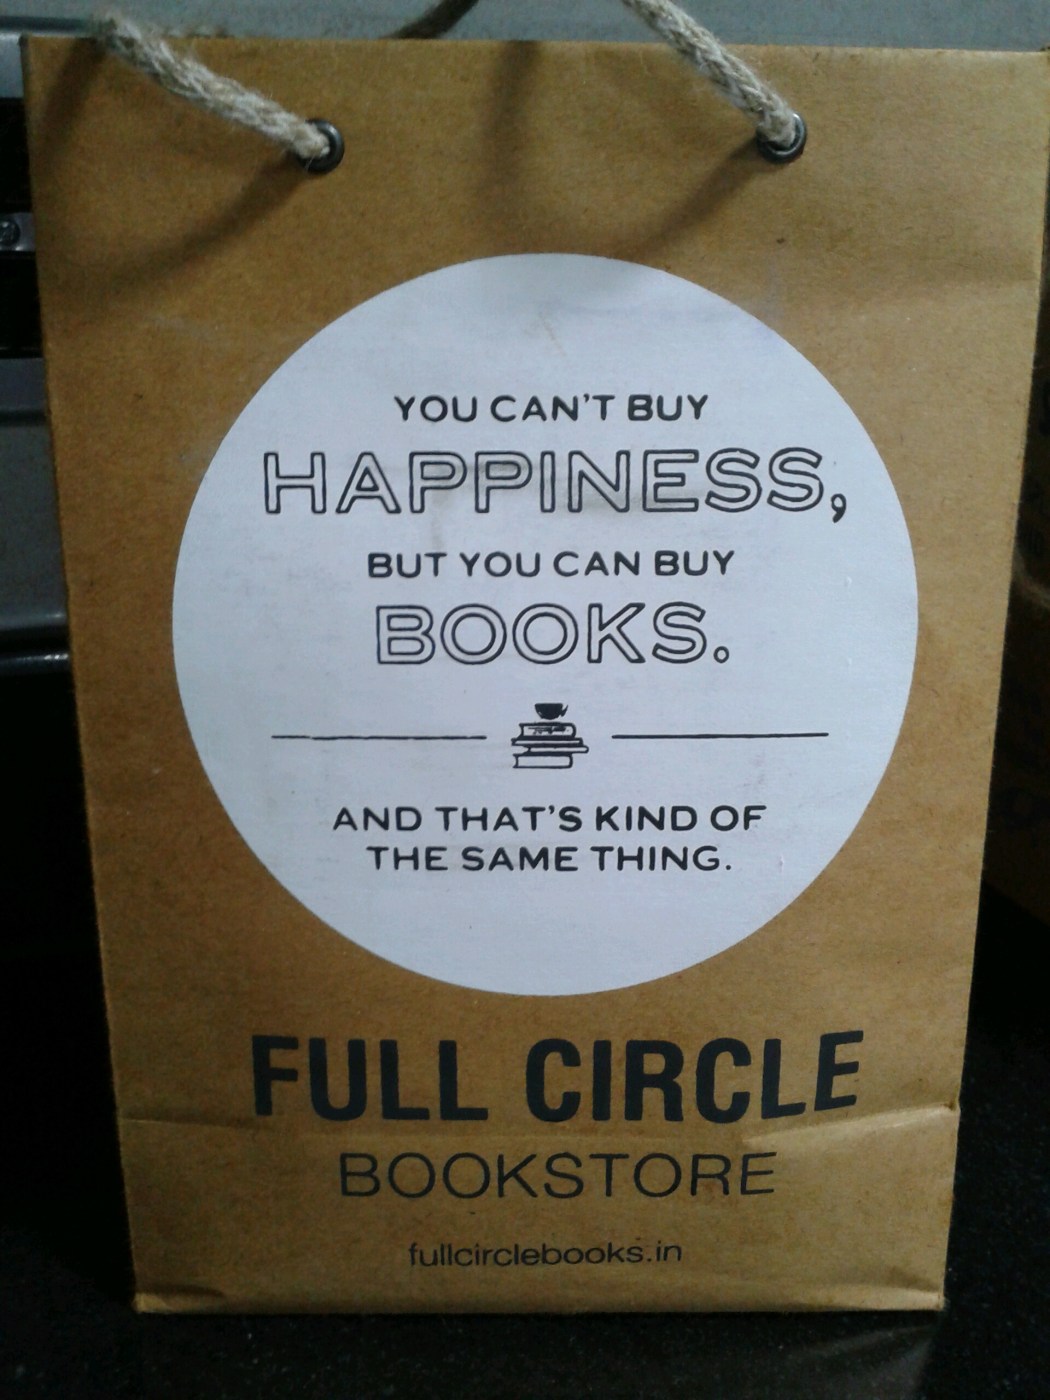 YOU CAN'T BUY
HAPPINESS,
BUT YOU CAN BUY
BOOKS.
AND THAT'S KIND OF
THE SAME THING.
FULL CIRCLE
BOOKSTORE
fullcirclebooks.in